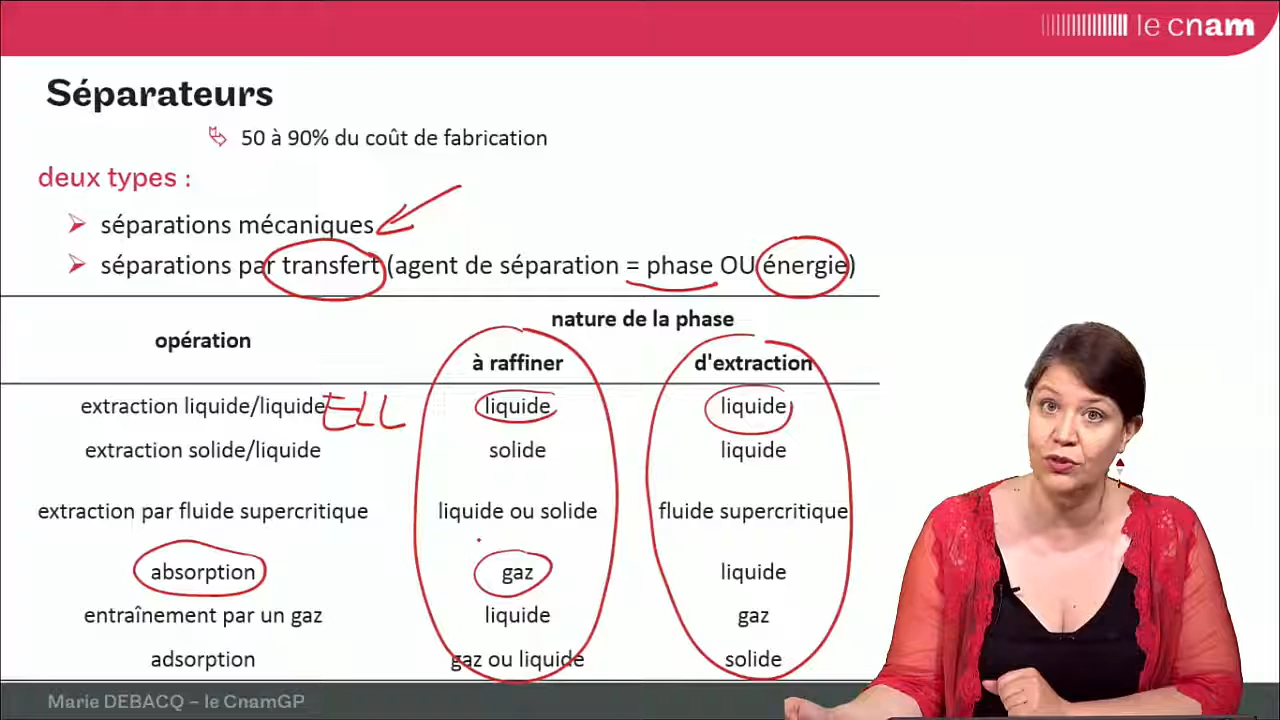 le cnam
Séparateurs
50 à 90% du coût de fabrication
deux types :
séparations mécaniques
séparations par transfert (agent de séparation = phase OU énergie)
opération
nature de la phase
à raffiner
d'extraction
extraction liquide/liquide ELL
liquide
liquide
extraction solide/liquide
solide
liquide
extraction par fluide supercritique
liquide ou solide
fluide supercritique
absorption
gaz
liquide
entraînement par un gaz
liquide
gaz
adsorption
gaz ou liquide
solide
Marie DEBACQ – le CnamGP